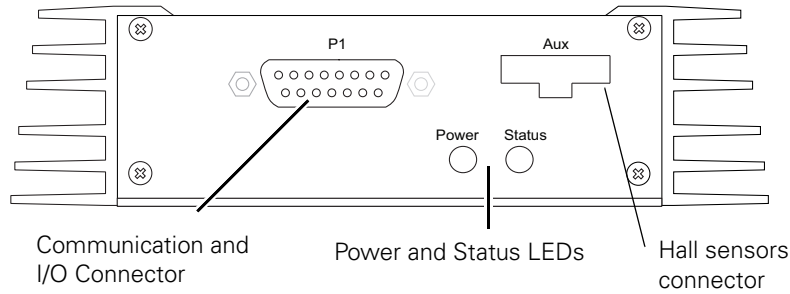 P1
Aux
Power
Status
Communication and
I/O Connector
Power and Status LEDs
Hall sensors
connector